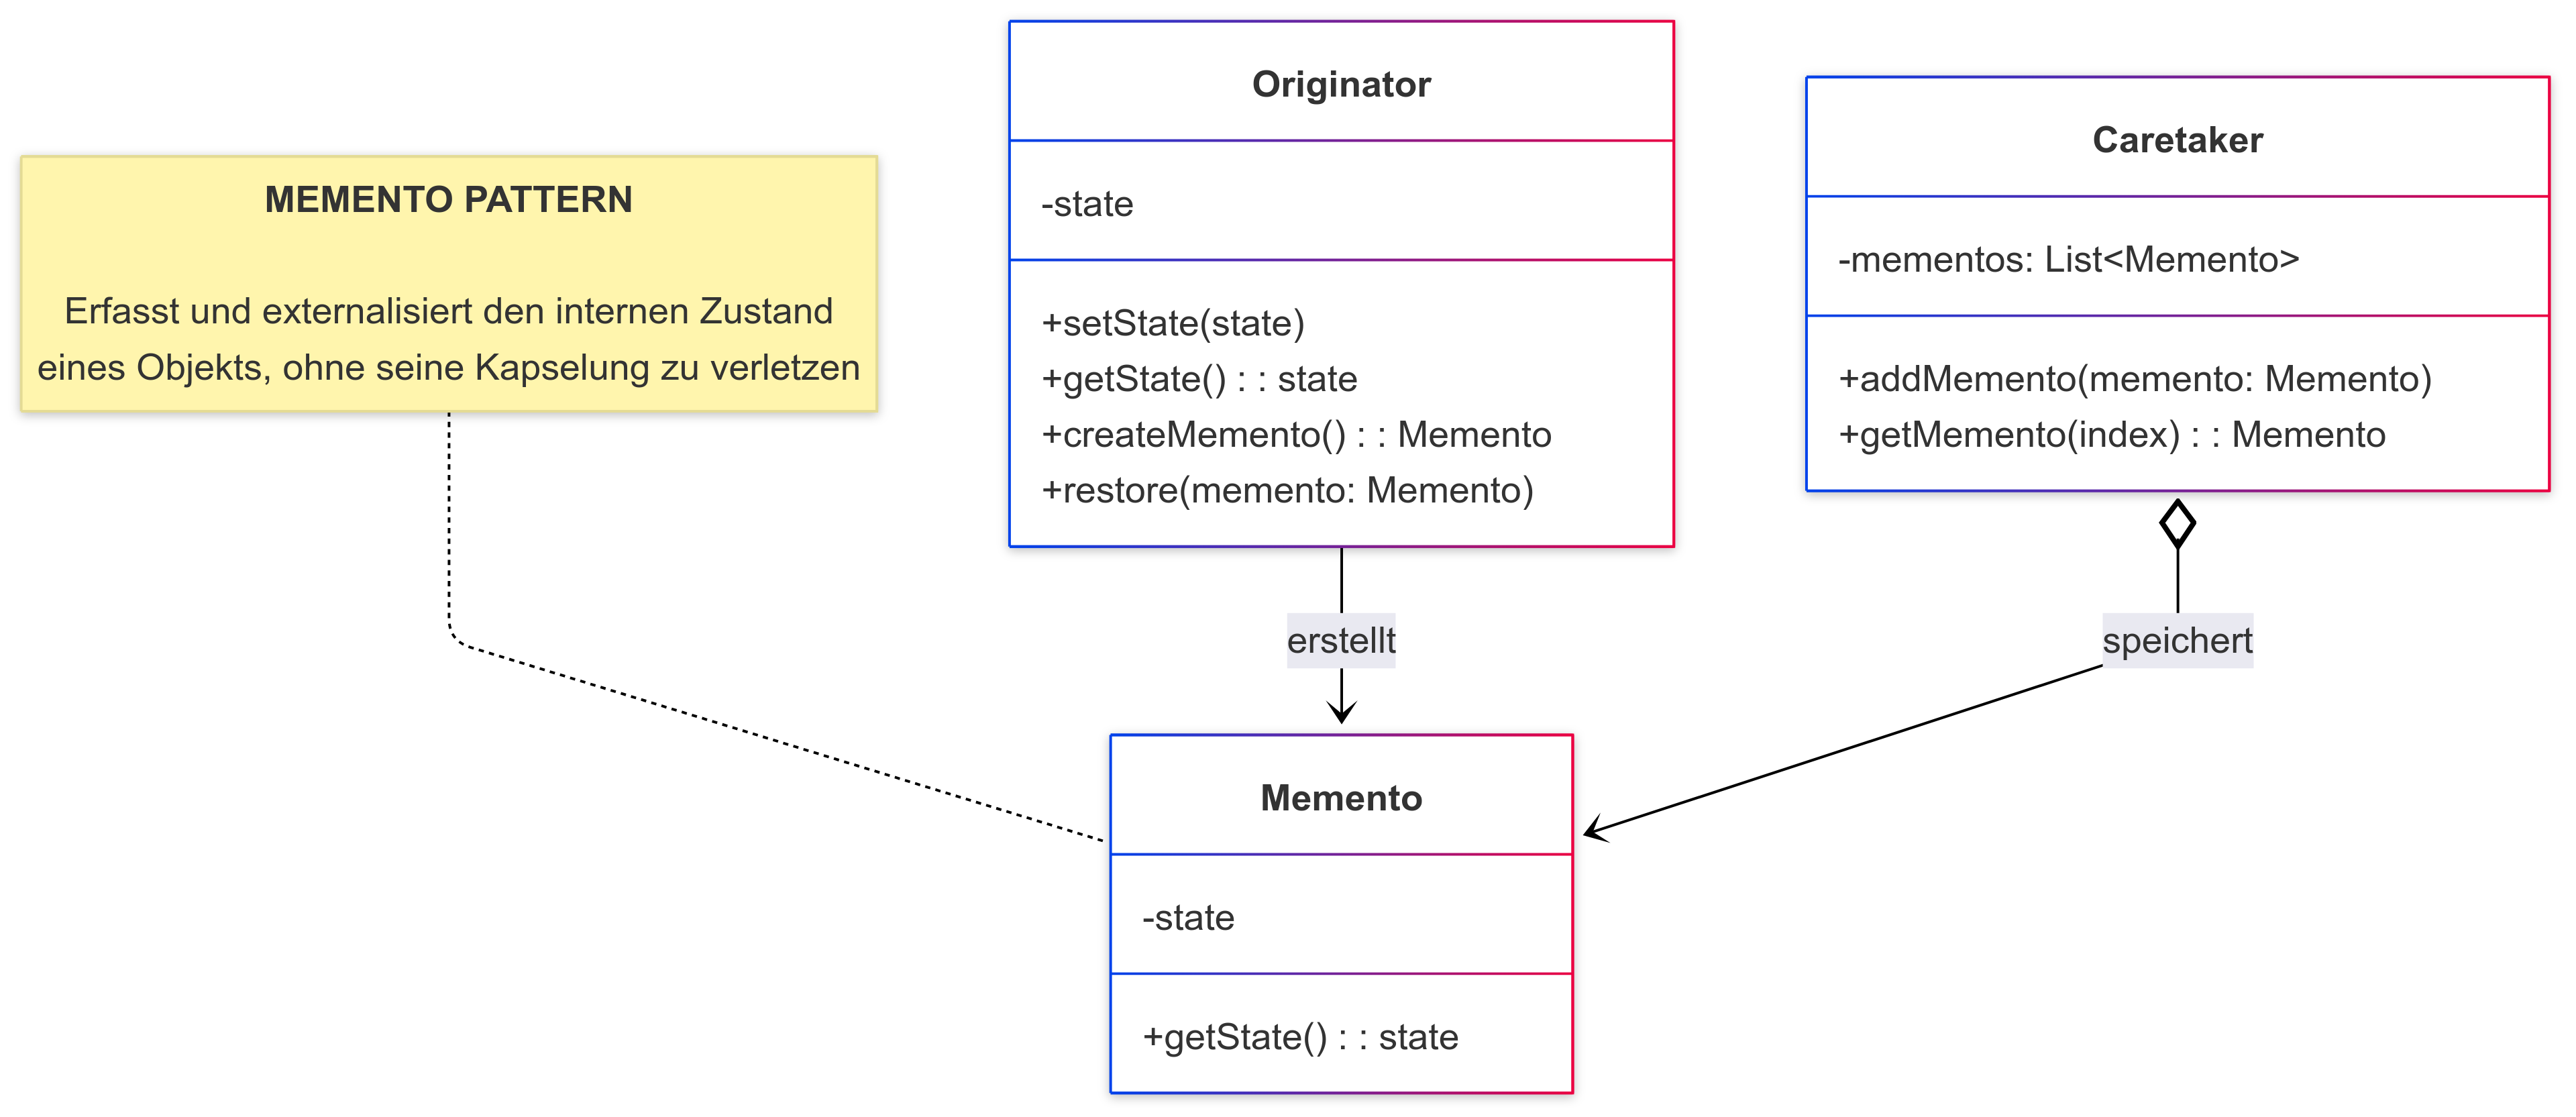 MEMENTO PATTERN
Erfasst und externalisiert den internen Zustand
eines Objekts, ohne seine Kapselung zu verletzen
Originator
-state
+setState(state)
+getState() : : state
+createMemento() : : Memento
+restore(memento: Memento)
Caretaker
-mementos: List<Memento>
+addMemento(memento: Memento)
+getMemento(index) : : Memento
erstellt
speichert
Memento
-state
+getState() : : state